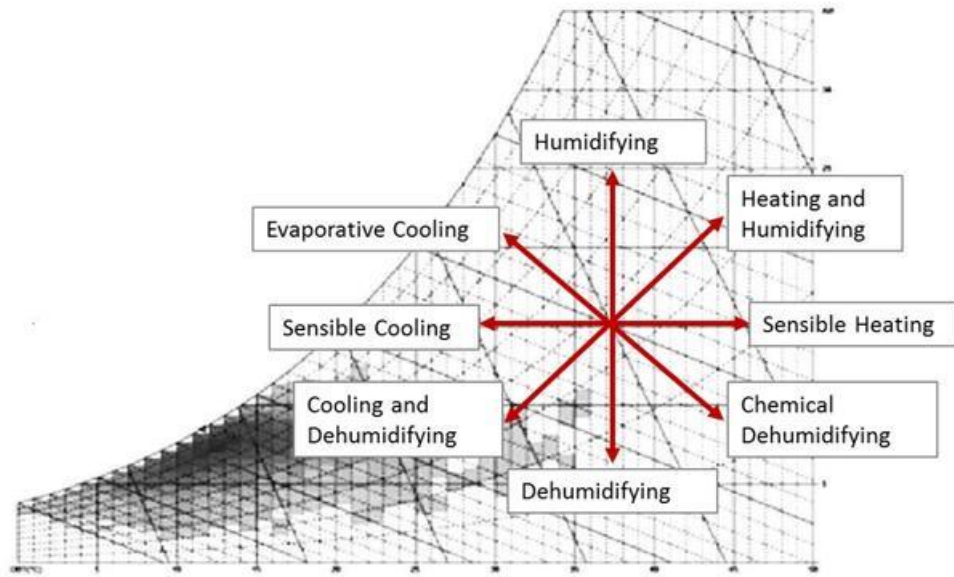 Humidifying
Heating and
Humidifying
Evaporative Cooling
Sensible Cooling
Sensible Heating
Cooling and
Dehumidifying
Chemical
Dehumidifying
Dehumidifying